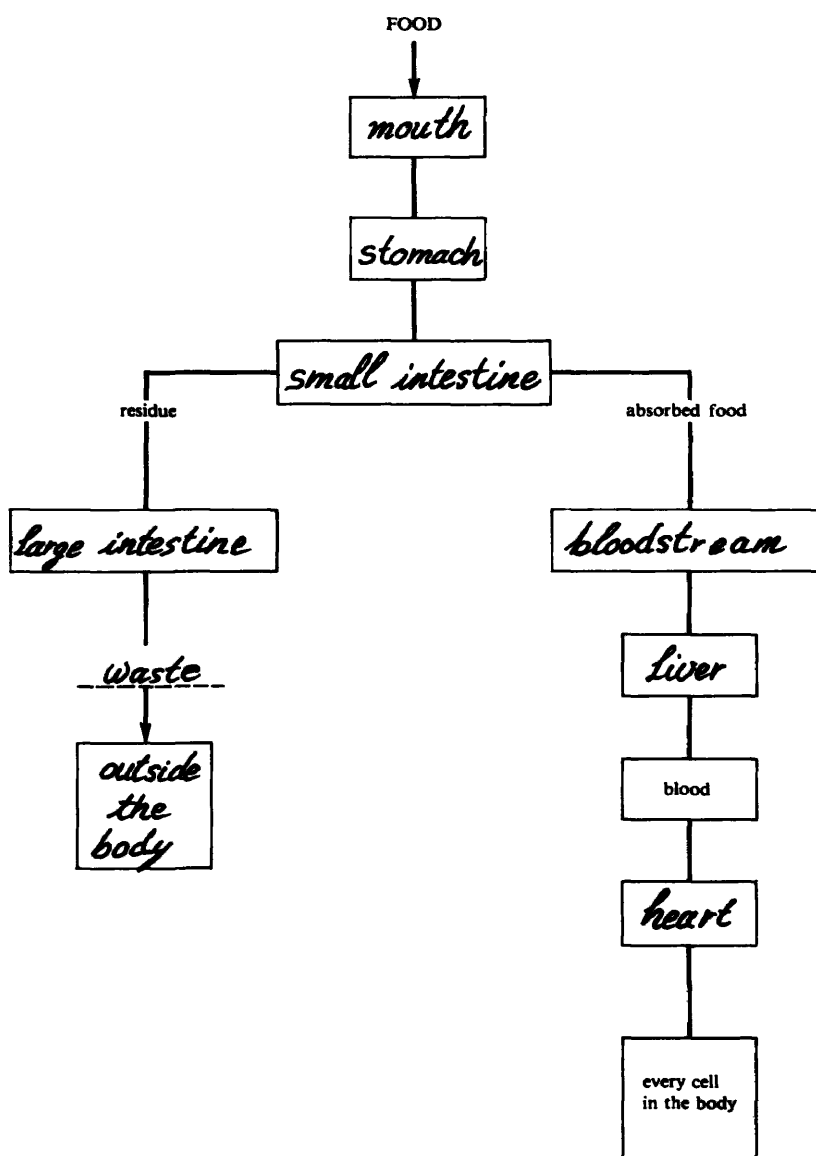 FOOD
mouth
stomach
small intestine
residue
absorbed food
large intestine
bloodstream
waste
liver
outside
the
body
blood
heart
every cell
in the body